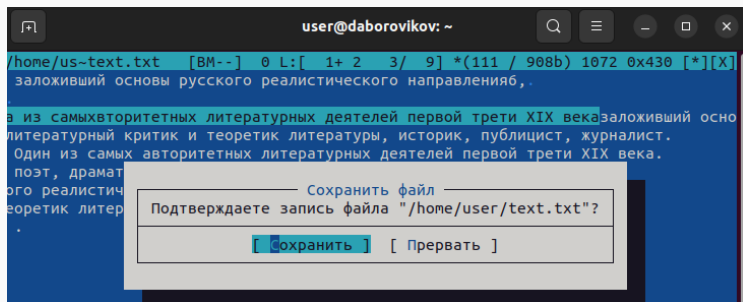 user@daborovikov: ~
/home/us~text.txt [BM--] 0 L:[ 1+ 2 3/ 9] *(111 / 908b) 1072 0x430 [*][X]
заложивший основы русского реалистического направленияб,.
.
а из самыхвторитетных литературных деятелей первой трети XIX веказаложивший осно
литературный критик и теоретик литературы, историк, публицист, журналист.
Один из самых авторитетных литературных деятелей первой трети XIX века.
поэт, драмат
ого реалистич
еоретик литер
.
Сохранить файл
Подтверждаете запись файла "/home/user/text.txt"?
[ Сохранить ] [ Прервать ]